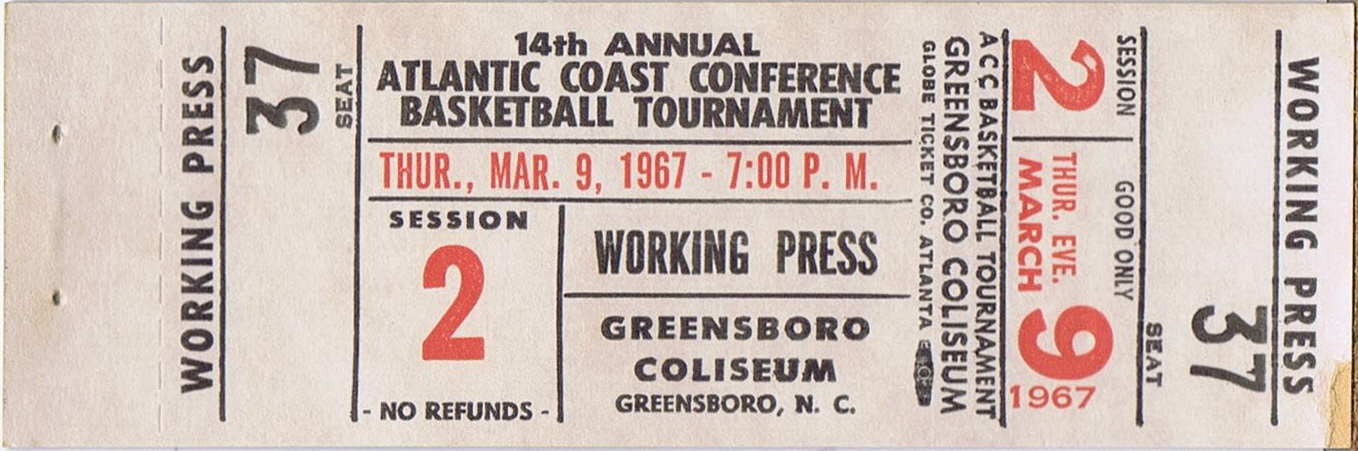 WORKING PRESS
37
SEAT
14th ANNUAL
ATLANTIC COAST CONFERENCE
BASKETBALL TOURNAMENT
THUR., MAR. 9, 1967 - 7:00 P. M.
SESSION
2
- NO REFUNDS -
WORKING PRESS
GREENSBORO
COLISEUM
GREENSBORO, N. C.
GLOBE TICKET CO. ATLANTA
GREENSBORO COLISEUM
ACC BASKETBALL TOURNAMENT
2
SESSION
THUR. EVE.
MARCH
9
1967
GOOD ONLY
SEAT
37
WORKING PRESS